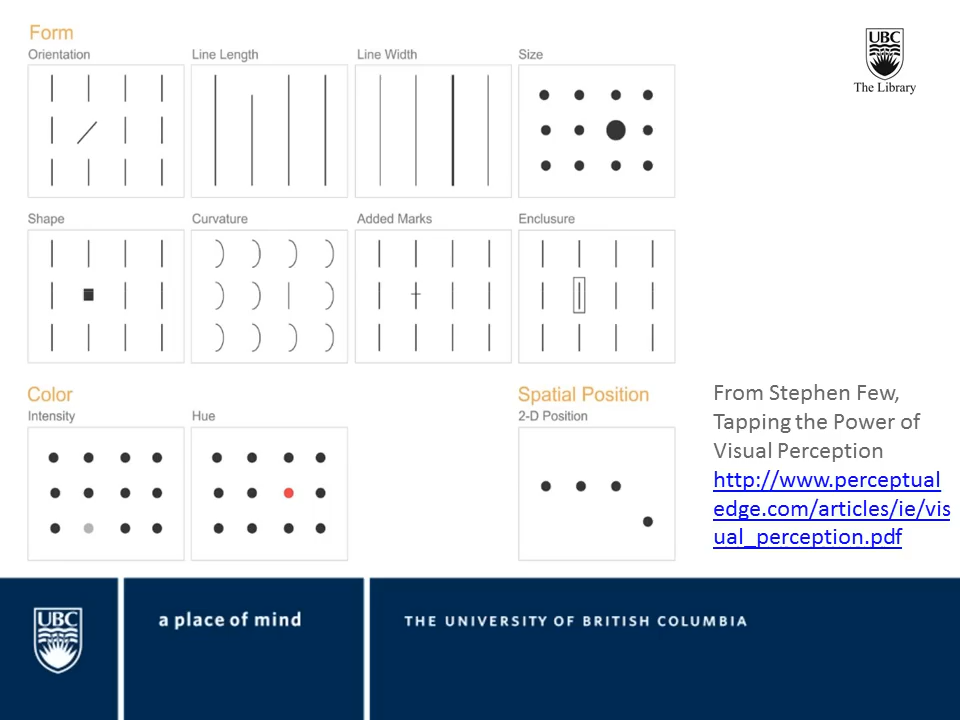 Form
Orientation
Line Length
Line Width
Size
UBC
The Library
Shape
Curvature
Added Marks
Enclusure
Color
Intensity
Hue
Spatial Position
2-D Position
From Stephen Few,
Tapping the Power of
Visual Perception
http://www.perceptual
edge.com/articles/ie/vis
ual_perception.pdf
UBC
a place of mind
THE UNIVERSITY OF BRITISH COLUMBIA